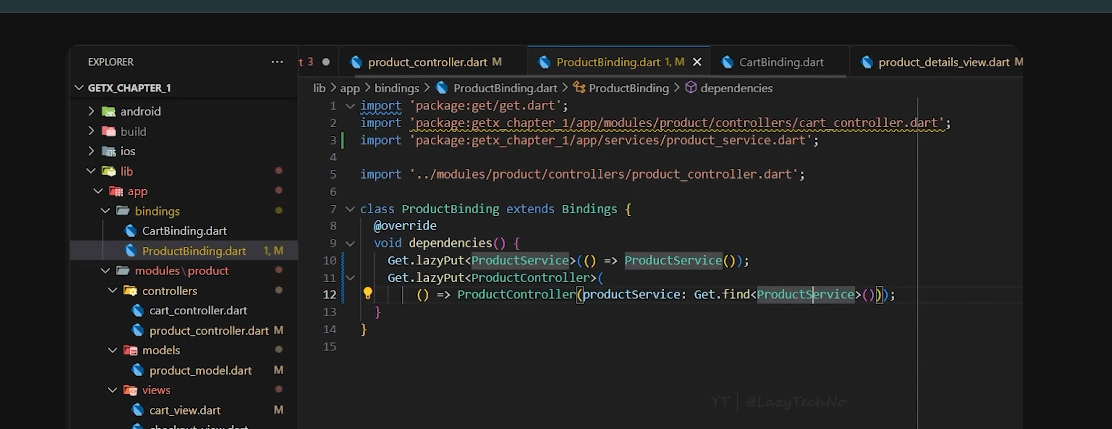 EXPLORER
GETX_CHAPTER_1
android
build
ios
lib
app
bindings
CartBinding.dart
ProductBinding.dart 1, M
modules \ product
controllers
cart_controller.dart
product_controller.dart M
models
product_model.dart M
views
cart_view.dart M
checkout_view.dart
rt 3 product_controller.dart M ProductBinding.dart 1, M CartBinding.dart product_details_view.dart M
lib > app > bindings > ProductBinding.dart > ProductBinding > dependencies
1 import 'package:get/get.dart';
2 import 'package:getx_chapter_1/app/modules/product/controllers/cart_controller.dart';
3 import 'package:getx_chapter_1/app/services/product_service.dart';
4
5 import '../modules/product/controllers/product_controller.dart';
6
7 class ProductBinding extends Bindings {
8 @override
9 void dependencies() {
10 Get.lazyPut<ProductService>(() => ProductService());
11 Get.lazyPut<ProductController>(
12 () => ProductController(productService: Get.find<ProductService>()));
13 }
14 }
15
YT | @LazyTechNo